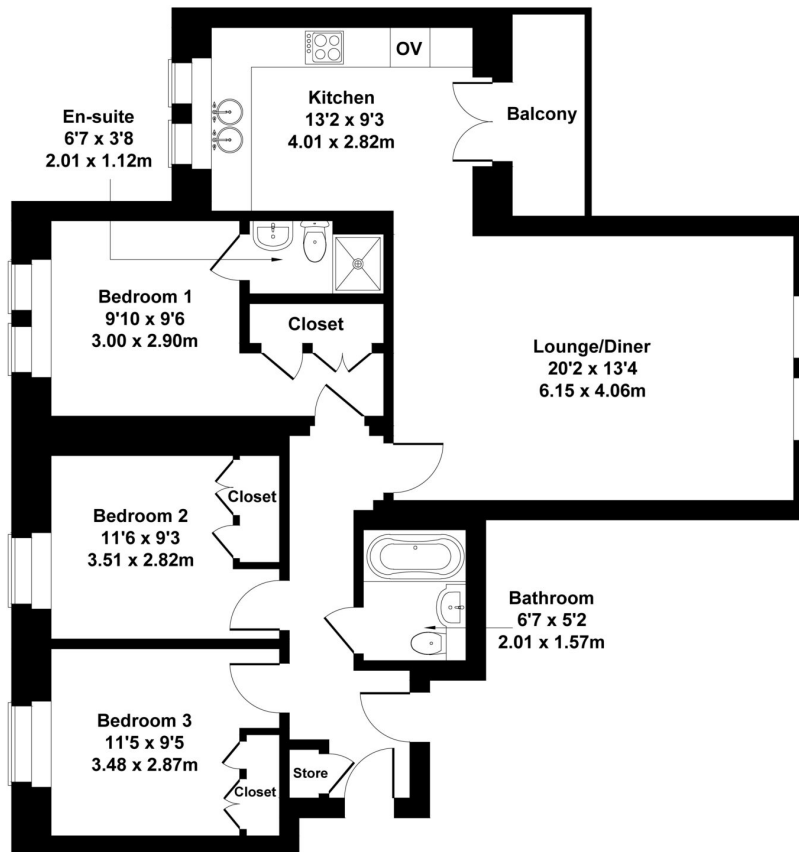 OV
Kitchen
13'2 x 9'3
4.01 x 2.82m
Balcony
En-suite
6'7 x 3'8
2.01 x 1.12m
Bedroom 1
9'10 x 9'6
3.00 x 2.90m
Closet
Lounge/Diner
20'2 x 13'4
6.15 x 4.06m
Bedroom 2
11'6 x 9'3
3.51 x 2.82m
Closet
Bathroom
6'7 x 5'2
2.01 x 1.57m
Bedroom 3
11'5 x 9'5
3.48 x 2.87m
Closet
Store